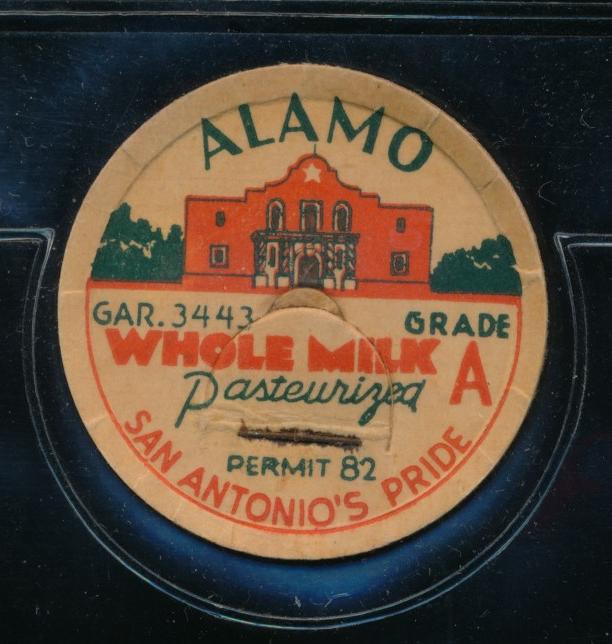 ALAMO
GAR. 3443
GRADE
A
WHOLE MILK
Pasteurized
PERMIT 82
SAN ANTONIO'S PRIDE